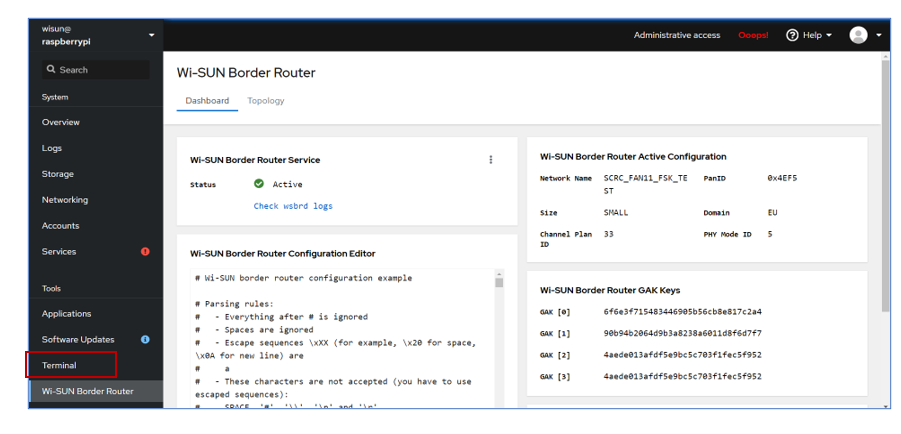 wisun@
raspberrypi
Administrative access
Ooops!
Help
Search
System
Overview
Logs
Storage
Networking
Accounts
Services
Tools
Applications
Software Updates
Terminal
Wi-SUN Border Router
Wi-SUN Border Router
Dashboard
Topology
Wi-SUN Border Router Service
Status
Active
Check wsbrd logs
Wi-SUN Border Router Configuration Editor
# Wi-SUN border router configuration example
# Parsing rules:
#   - Everything after # is ignored
#   - Spaces are ignored
#   - Escape sequences \xXX (for example, \x20 for space,
\x0A for new line) are
#     a
#   - These characters are not accepted (you have to use
escaped sequences):
#     SPACE, '#', '\\', '\n' and '\r'
Wi-SUN Border Router Active Configuration
Network Name SCRC_FAN11_FSK_TE PanID 0x4EF5
ST
Size SMALL Domain EU
Channel Plan 33 PHY Mode ID 5
ID
Wi-SUN Border Router GAK Keys
GAK [0] 6f6e3f715483446905b56cb8e817c2a4
GAK [1] 90b94b2064d9b3a8238a6011d8f6d7f7
GAK [2] 4aede013afdf5e9bc5c703f1fec5f952
GAK [3] 4aede013afdf5e9bc5c703f1fec5f952